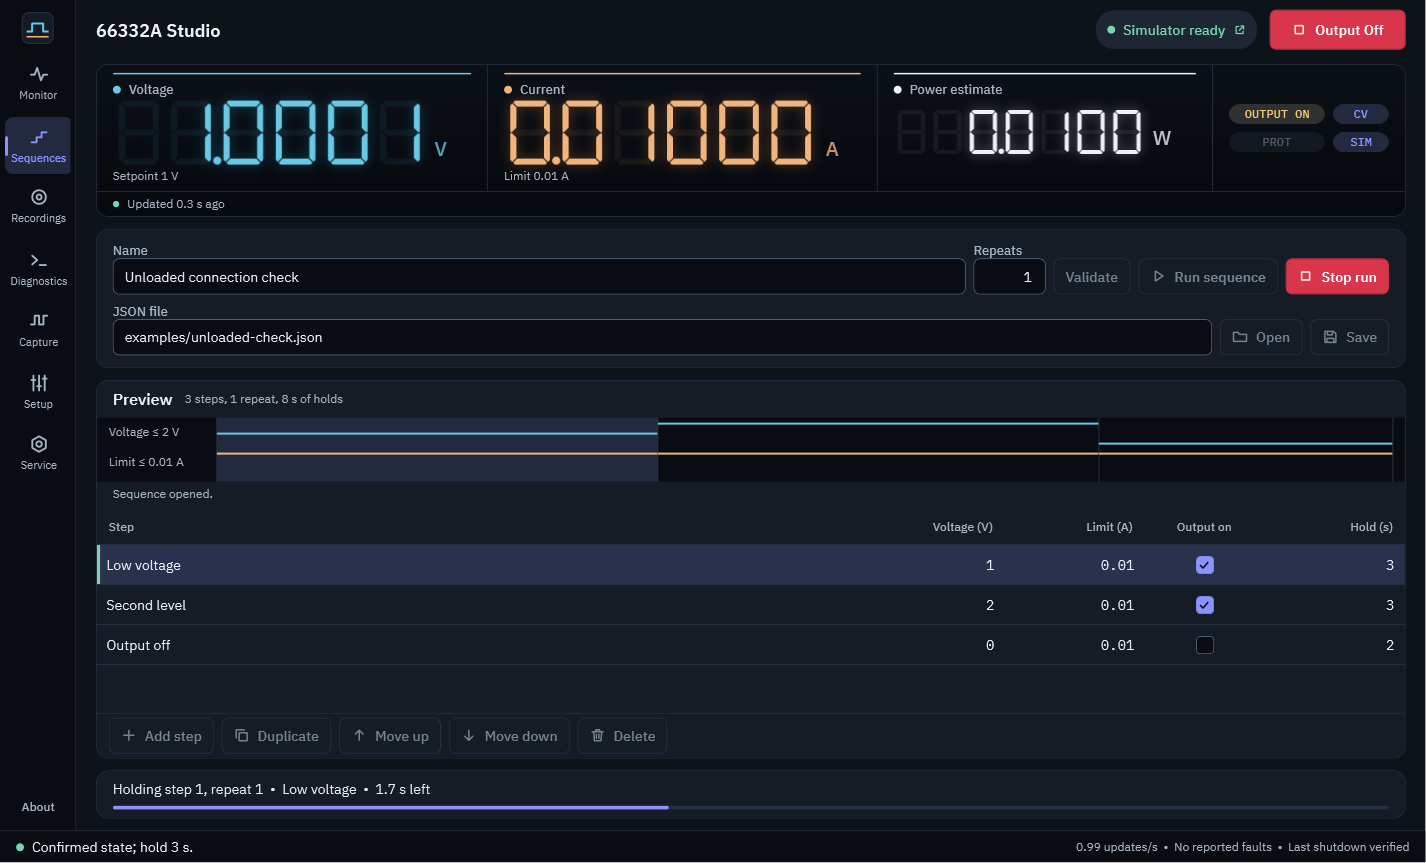 66332A Studio
Simulator ready
Output Off
Monitor
Sequences
Recordings
Diagnostics
Capture
Setup
Service
About
Voltage
1.0001 V
Setpoint 1 V
Current
0.01000 A
Limit 0.01 A
Power estimate
0.0100 W
OUTPUT ON
CV
PROT
SIM
Updated 0.3 s ago
Name
Repeats
Unloaded connection check
1
Validate
Run sequence
Stop run
JSON file
examples/unloaded-check.json
Open
Save
Preview 3 steps, 1 repeat, 8 s of holds
Voltage ≤ 2 V
Limit ≤ 0.01 A
Sequence opened.
Step Voltage (V) Limit (A) Output on Hold (s)
Low voltage 1 0.01 3
Second level 2 0.01 3
Output off 0 0.01 2
Add step
Duplicate
Move up
Move down
Delete
Holding step 1, repeat 1 • Low voltage • 1.7 s left
Confirmed state; hold 3 s.
0.99 updates/s • No reported faults • Last shutdown verified